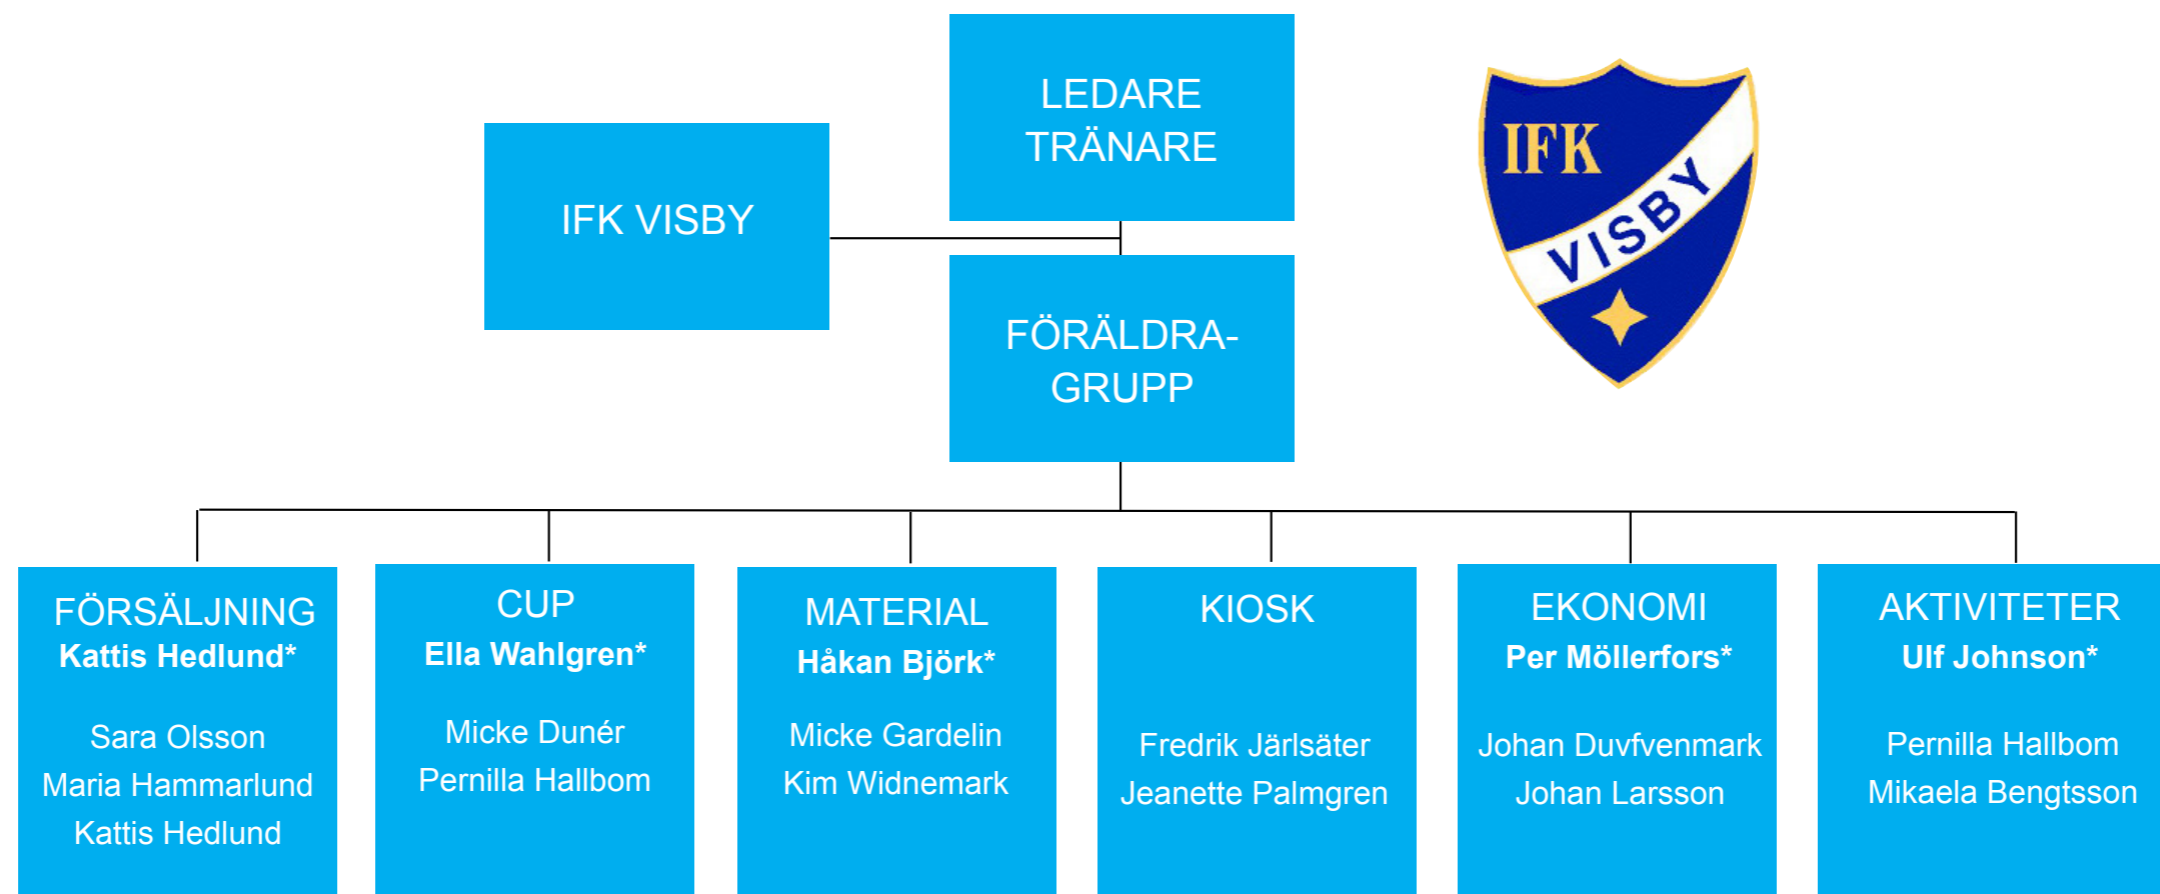 LEDARE
TRÄNARE
IFK VISBY
IFK
VISBY
FÖRÄLDRA-
GRUPP
FÖRSÄLJNING
Kattis Hedlund*
Sara Olsson
Maria Hammarlund
Kattis Hedlund
CUP
Ella Wahlgren*
Micke Dunér
Pernilla Hallbom
MATERIAL
Håkan Björk*
Micke Gardelin
Kim Widnemark
KIOSK
Fredrik Järlsäter
Jeanette Palmgren
EKONOMI
Per Möllerfors*
Johan Duvfvenmark
Johan Larsson
AKTIVITETER
Ulf Johnson*
Pernilla Hallbom
Mikaela Bengtsson